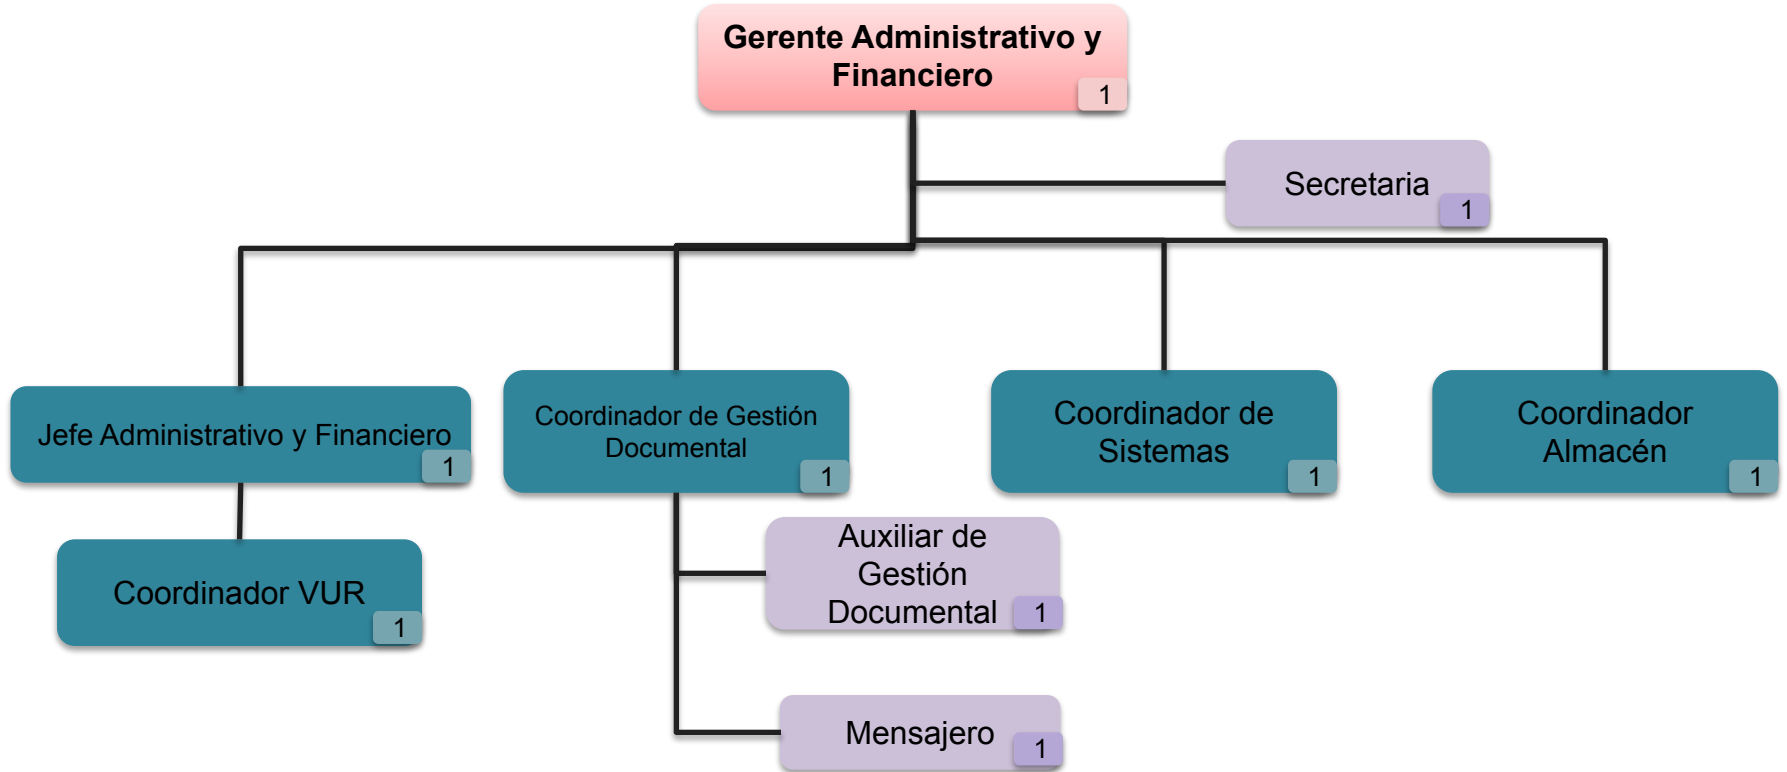 Gerente Administrativo y
Financiero
1
Secretaria
1
Jefe Administrativo y Financiero
1
Coordinador de Gestión
Documental
1
Coordinador de
Sistemas
1
Coordinador
Almacén
1
Coordinador VUR
1
Auxiliar de
Gestión
Documental
1
Mensajero
1